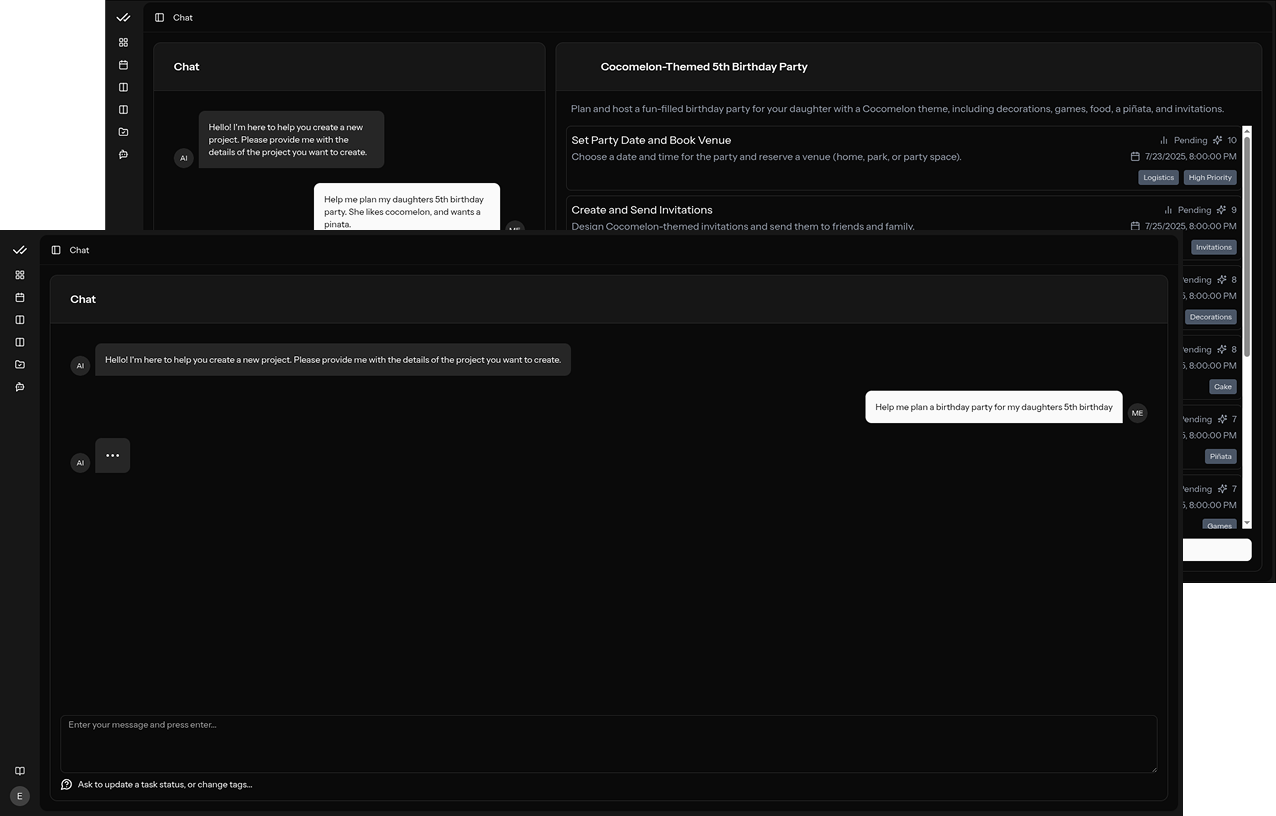 Chat
Chat
Cocomelon-Themed 5th Birthday Party
Plan and host a fun-filled birthday party for your daughter with a Cocomelon theme, including decorations, games, food, a piñata, and invitations.
Hello! I'm here to help you create a new
project. Please provide me with the
details of the project you want to create.
AI
Help me plan my daughters 5th birthday
party. She likes cocomelon, and wants a
pinata.
ME
Set Party Date and Book Venue
Pending 10
Choose a date and time for the party and reserve a venue (home, park, or party space).
7/23/2025, 8:00:00 PM
Logistics High Priority
Create and Send Invitations
Pending 9
Design Cocomelon-themed invitations and send them to friends and family.
7/25/2025, 8:00:00 PM
Invitations
ending 8
5, 8:00:00 PM
Decorations
ending 8
5, 8:00:00 PM
Cake
ending 7
5, 8:00:00 PM
Piñata
ending 7
5, 8:00:00 PM
Games
Chat
Chat
Hello! I'm here to help you create a new project. Please provide me with the details of the project you want to create.
AI
Help me plan a birthday party for my daughters 5th birthday
ME
AI
...
Enter your message and press enter...
Ask to update a task status, or change tags...
E